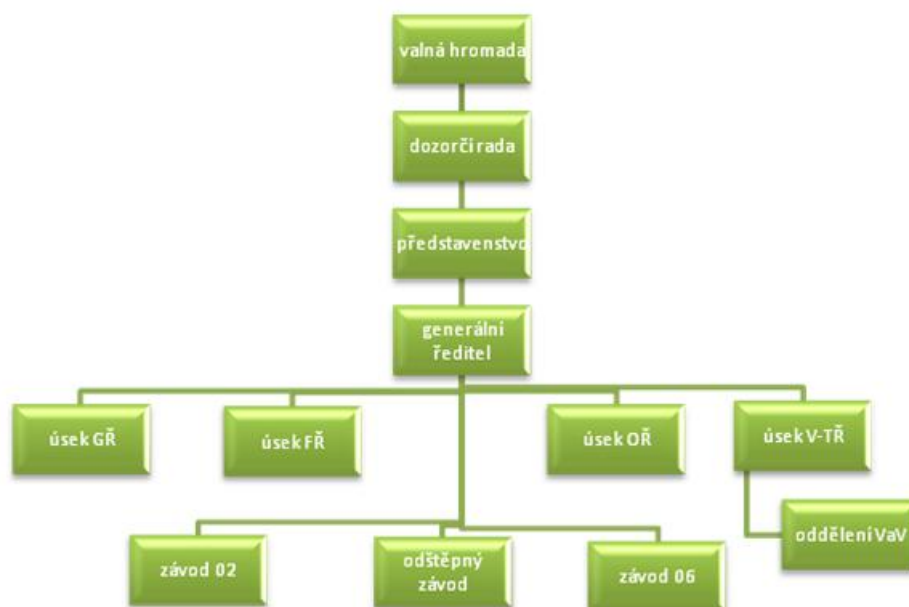 valná hromada
dozorčí rada
představenstvo
generální
ředitel
úsek GŘ
úsek FŘ
úsek OŘ
úsek V-TŘ
oddělení VaV
závod 02
odštěpný
závod
závod 06